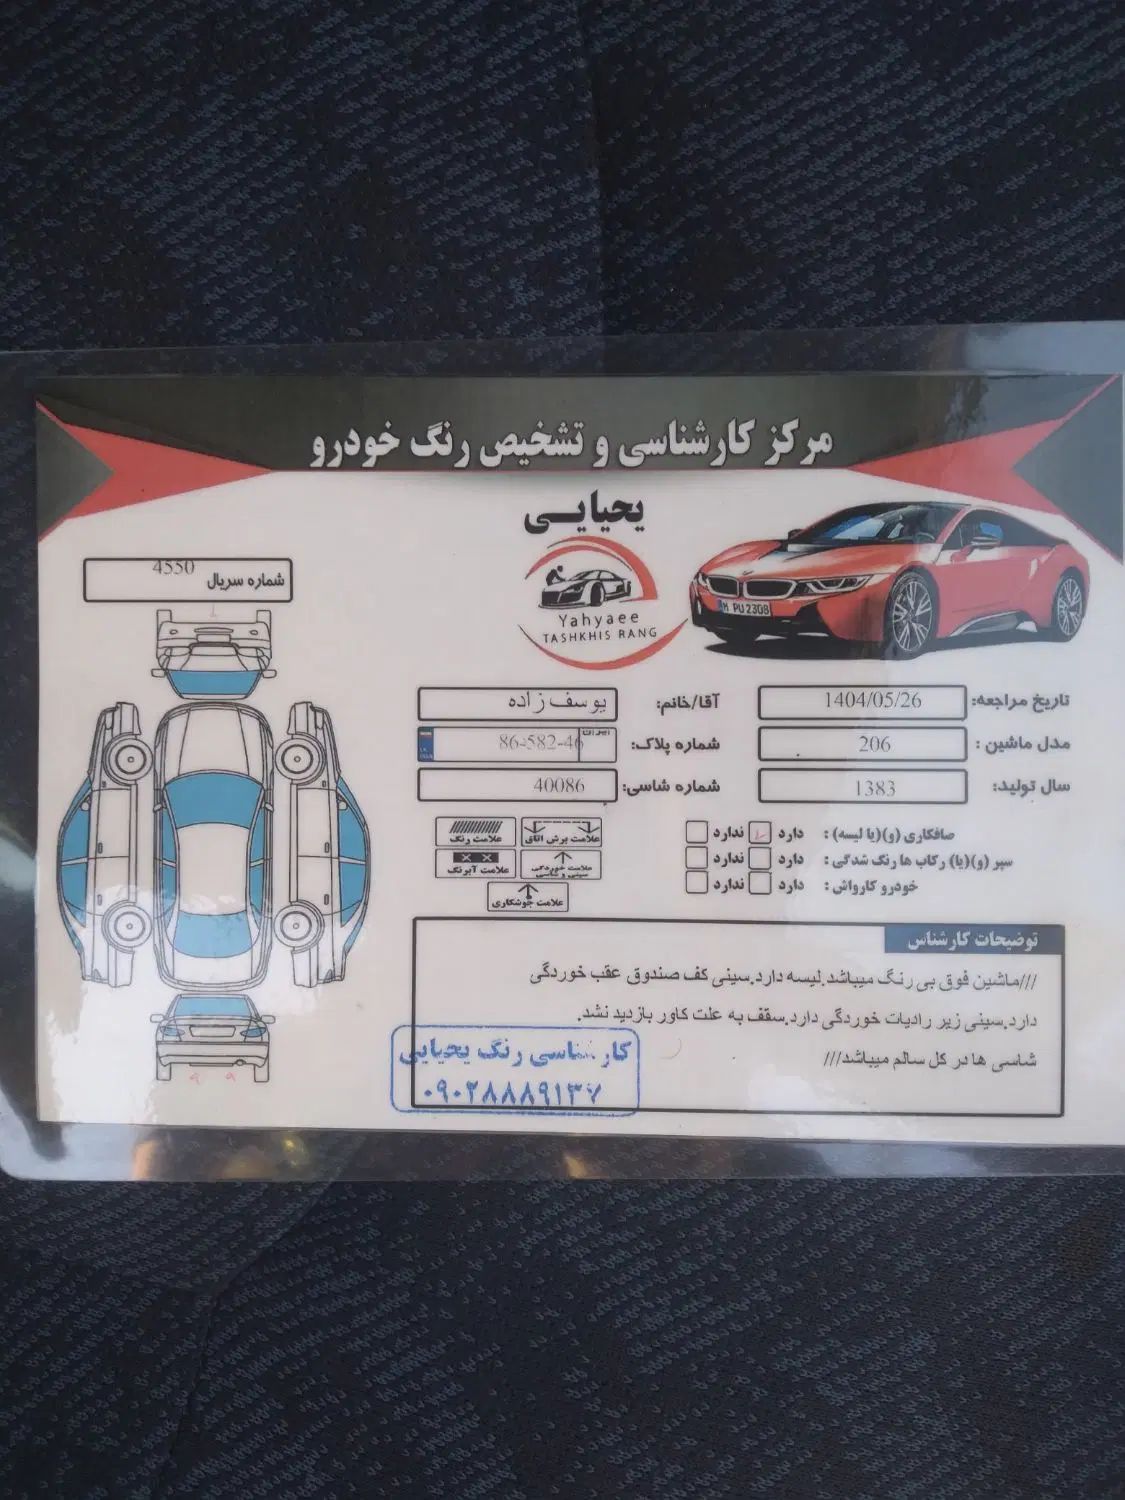 مرکز کارشناسی و تشخیص رنگ خودرو
یحیایی
Yahyaee
TASHKHIS RANG
PU 2308
شماره سریال 4550
تاریخ مراجعه: 1404/05/26
آقا/خانم: یوسف زاده
مدل ماشین : 206
شماره پلاک: 86-582-46
سال تولید: 1383
شماره شاسی: 40086
صافکاری (و)(یا لیسه) : دارد ندارد
سپر (و)(یا) رکاب ها رنگ شدگی : دارد ندارد
خودرو کارواش : دارد ندارد
علامت برش اتاق علامت رنگ
علامت خوردگی سینی و شاسی علامت آبرنگ
علامت جوشکاری
توضیحات کارشناس
///ماشین فوق بی رنگ میباشد.لیسه دارد.سینی کف صندوق عقب خوردگی
دارد.سینی زیر رادیات خوردگی دارد.سقف به علت کاور بازدید نشد.
شاسی ها در کل سالم میباشد///
کارشناسی رنگ یحیایی
۰۹۰۲۸۸۸۹۱۳۷